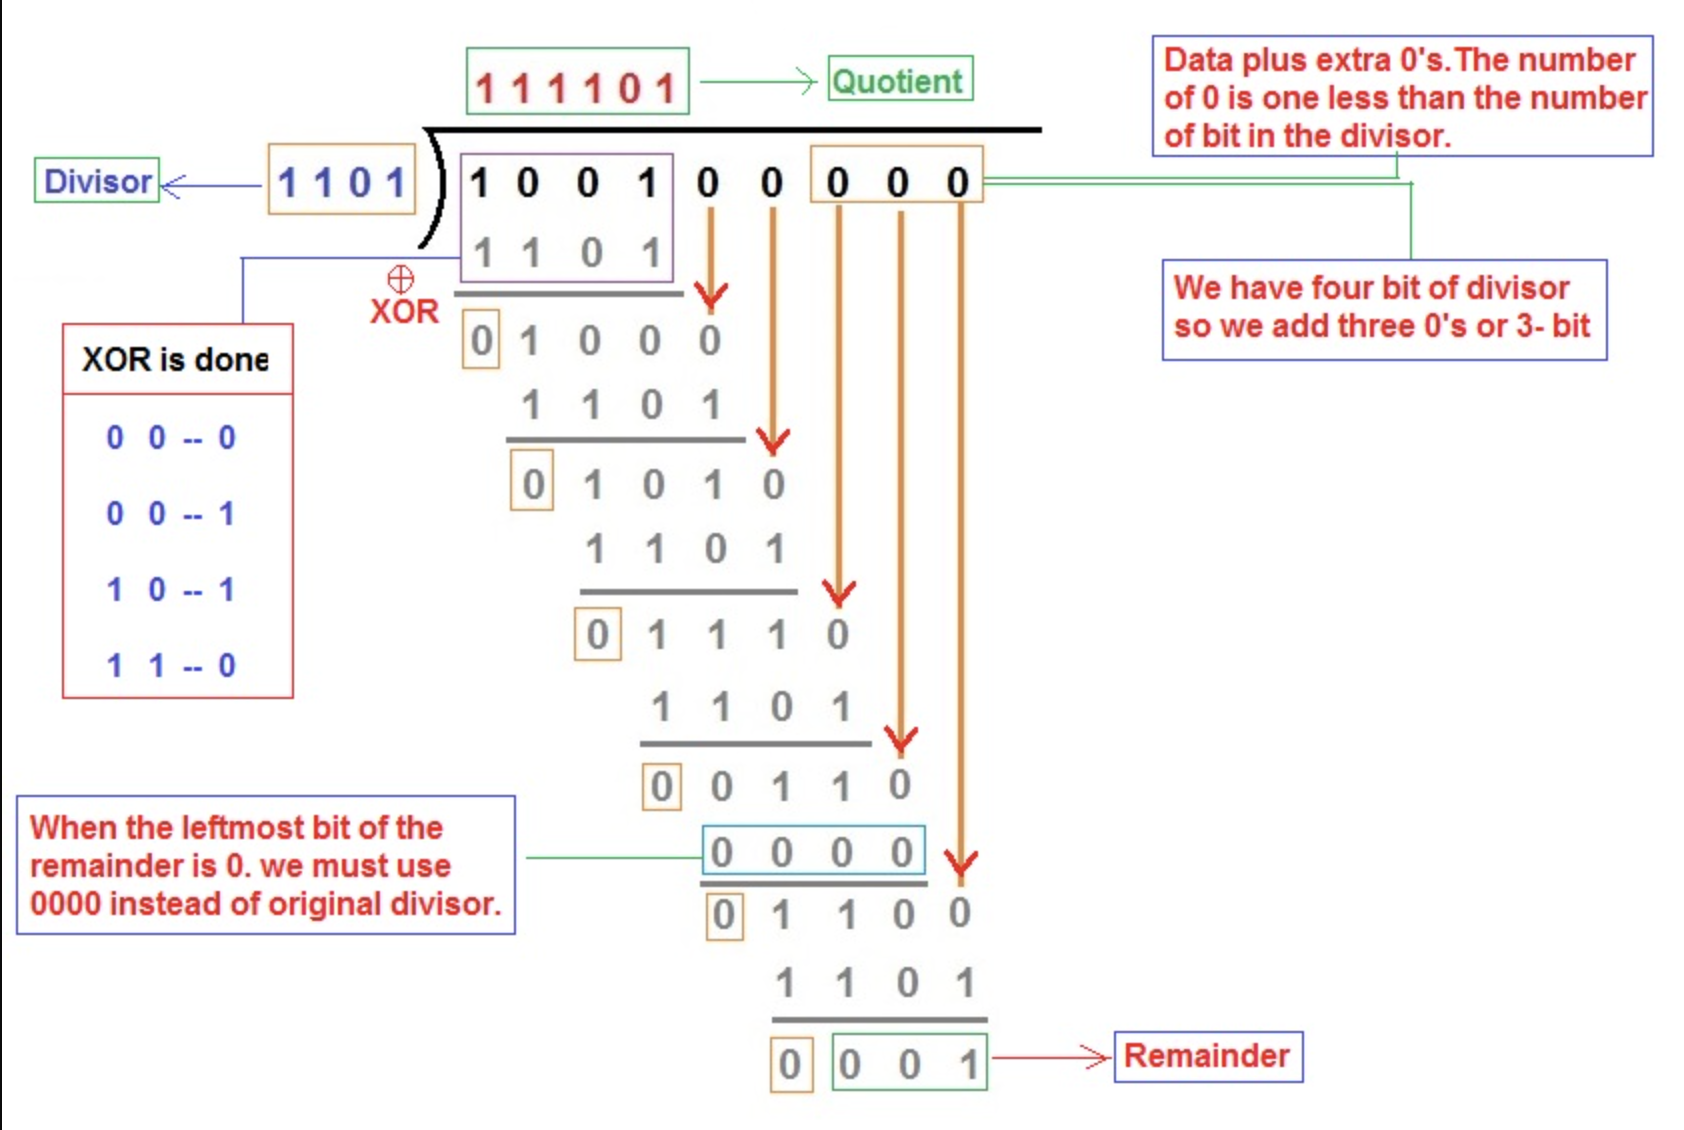 1 1 1 1 0 1
Quotient
Data plus extra 0's.The number
of 0 is one less than the number
of bit in the divisor.
Divisor
1 1 0 1
1 0 0 1 0 0 0 0 0
1 1 0 1
XOR
We have four bit of divisor
so we add three 0's or 3- bit
XOR is done
0 0 -- 0
0 0 -- 1
1 0 -- 1
1 1 -- 0
0 1 0 0 0
1 1 0 1
0 1 0 1 0
1 1 0 1
0 1 1 1 0
1 1 0 1
0 0 1 1 0
When the leftmost bit of the
remainder is 0. we must use
0000 instead of original divisor.
0 0 0 0
0 1 1 0 0
1 1 0 1
0 0 0 1
Remainder